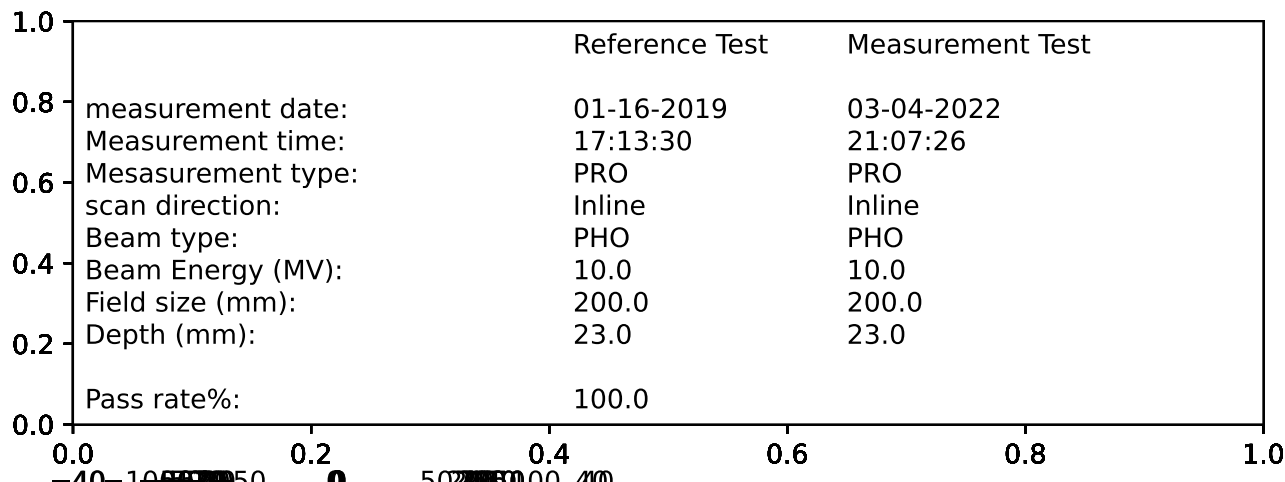 1.0
Reference Test Measurement Test
0.8 measurement date: 01-16-2019 03-04-2022
Measurement time: 17:13:30 21:07:26
0.6 Mesasurement type: PRO PRO
scan direction: Inline Inline
Beam type: PHO PHO
0.4 Beam Energy (MV): 10.0 10.0
Field size (mm): 200.0 200.0
0.2 Depth (mm): 23.0 23.0
Pass rate%: 100.0
0.0
0.0 0.2 0.4 0.6 0.8 1.0
−40 0 40